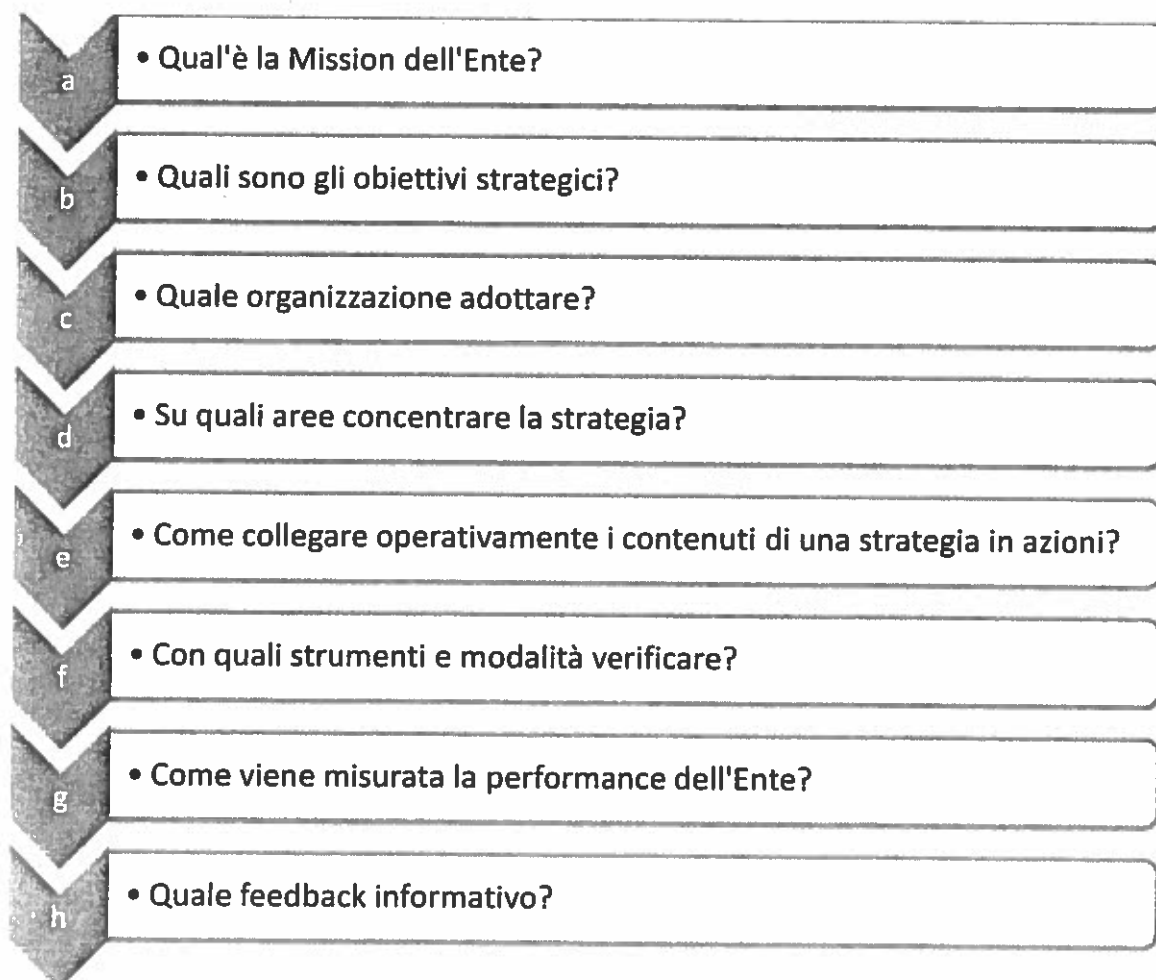 a
• Qual'è la Mission dell'Ente?
b
• Quali sono gli obiettivi strategici?
c
• Quale organizzazione adottare?
d
• Su quali aree concentrare la strategia?
e
• Come collegare operativamente i contenuti di una strategia in azioni?
f
• Con quali strumenti e modalità verificare?
g
• Come viene misurata la performance dell'Ente?
h
• Quale feedback informativo?